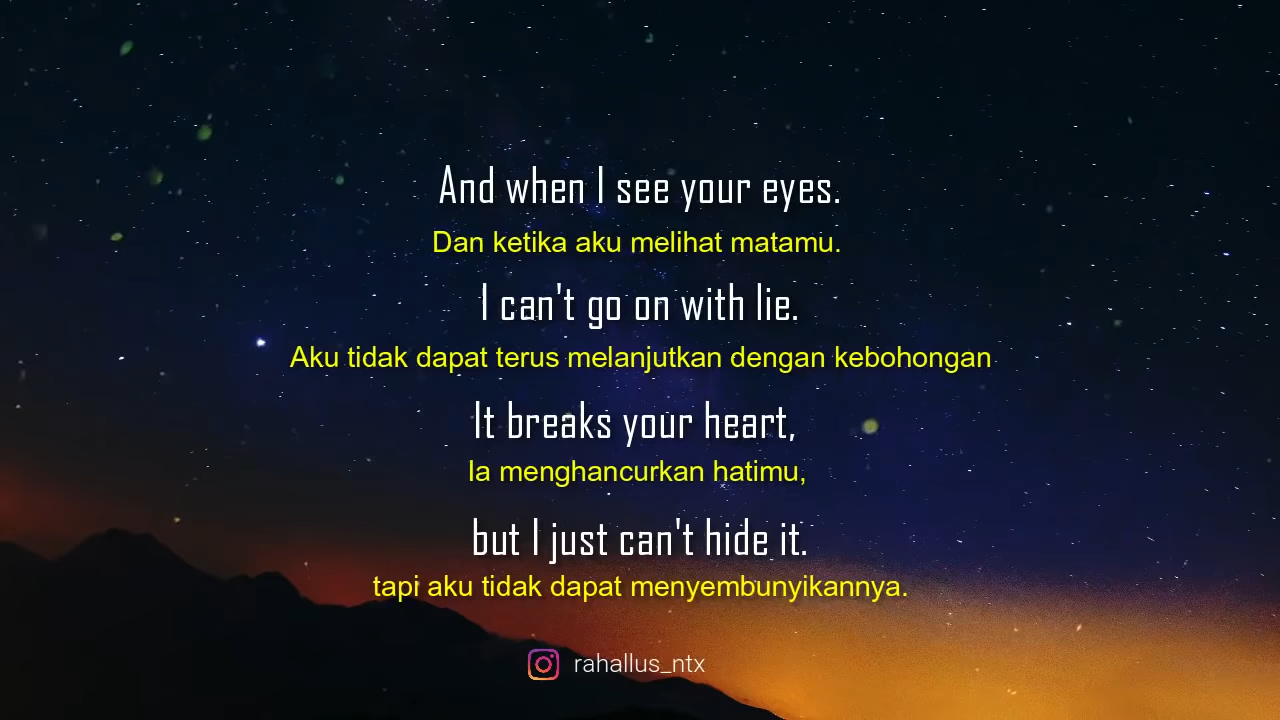 And when I see your eyes.
Dan ketika aku melihat matamu.
I can't go on with lie.
Aku tidak dapat terus melanjutkan dengan kebohongan
It breaks your heart,
Ia menghancurkan hatimu,
but I just can't hide it.
tapi aku tidak dapat menyembunyikannya.
rahallus_ntx